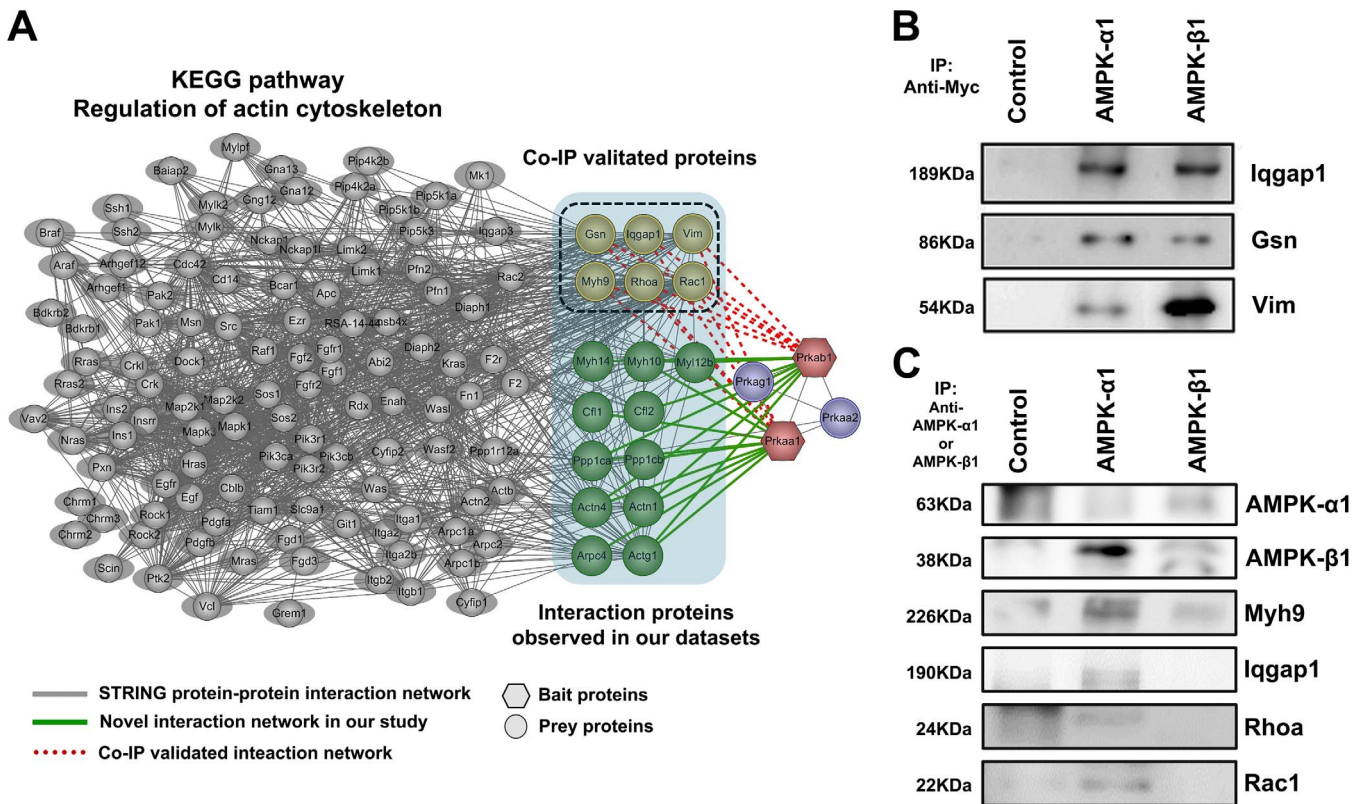 A
KEGG pathway
Regulation of actin cytoskeleton
Co-IP valitated proteins
Mylpf
Baiap2
Gna13
Pip4k2b
Mk1
Gna12
Pip4k2a
Mylk2
Gng12
Pip5k1a
Ssh1
Pip5k1b
Braf
Ssh2
Mylk
Nckap1
Pip5k3
Iqgap3
Nckap1l
Limk2
Araf
Arhgef12
Cdc42
Cd14
Limk1
Pfn2
Rac2
Arhgef1
Pak2
Bcar1
Apc
Pfn1
Diaph1
Bdkrb2
Bdkrb1
Pak1
Msn
Src
Ezr
RSA-14-44
Diaph2
Rras
Crkl
Dock1
Raf1
Fgf2
Fgfr1
Abi2
Kras
F2r
Rras2
Crk
Fgfr2
Fgf1
F2
Vav2
Ins2
Insrr
Map2k1
Map2k2
Sos1
Rdx
Enah
Wasl
Fn1
Nras
Ins1
Mapk3
Mapk1
Sos2
Pik3r1
Wasf2
Ppp1r12a
Pxn
Hras
Pik3ca
Pik3cb
Pik3r2
Cyfip2
Egfr
Egf
Cblb
Was
Actn2
Actb
Chrm1
Chrm3
Chrm2
Rock1
Rock2
Pdgfa
Pdgfb
Tiam1
Slc9a1
Git1
Itga1
Itga2
Arpc1a
Arpc2
Scin
Ptk2
Mras
Fgd1
Fgd3
Itga2b
Arpc1b
Vcl
Grem1
Itgb2
Itgb1
Cyfip1
Gsn
Iqgap1
Vim
Myh9
Rhoa
Rac1
Myh14
Myh10
Myl12b
Cfl1
Cfl2
Ppp1ca
Ppp1cb
Actn4
Actn1
Arpc4
Actg1
Prkab1
Prkag1
Prkaa2
Prkaa1
Interaction proteins
observed in our datasets
STRING protein-protein interaction network
Novel interaction network in our study
Co-IP validated inteaction network
Bait proteins
Prey proteins
B
IP:
Anti-Myc
Control
AMPK-α1
AMPK-β1
189KDa
Iqgap1
86KDa
Gsn
54KDa
Vim
C
IP:
Anti-
AMPK-α1
or
AMPK-β1
Control
AMPK-α1
AMPK-β1
63KDa
AMPK-α1
38KDa
AMPK-β1
226KDa
Myh9
190KDa
Iqgap1
24KDa
Rhoa
22KDa
Rac1